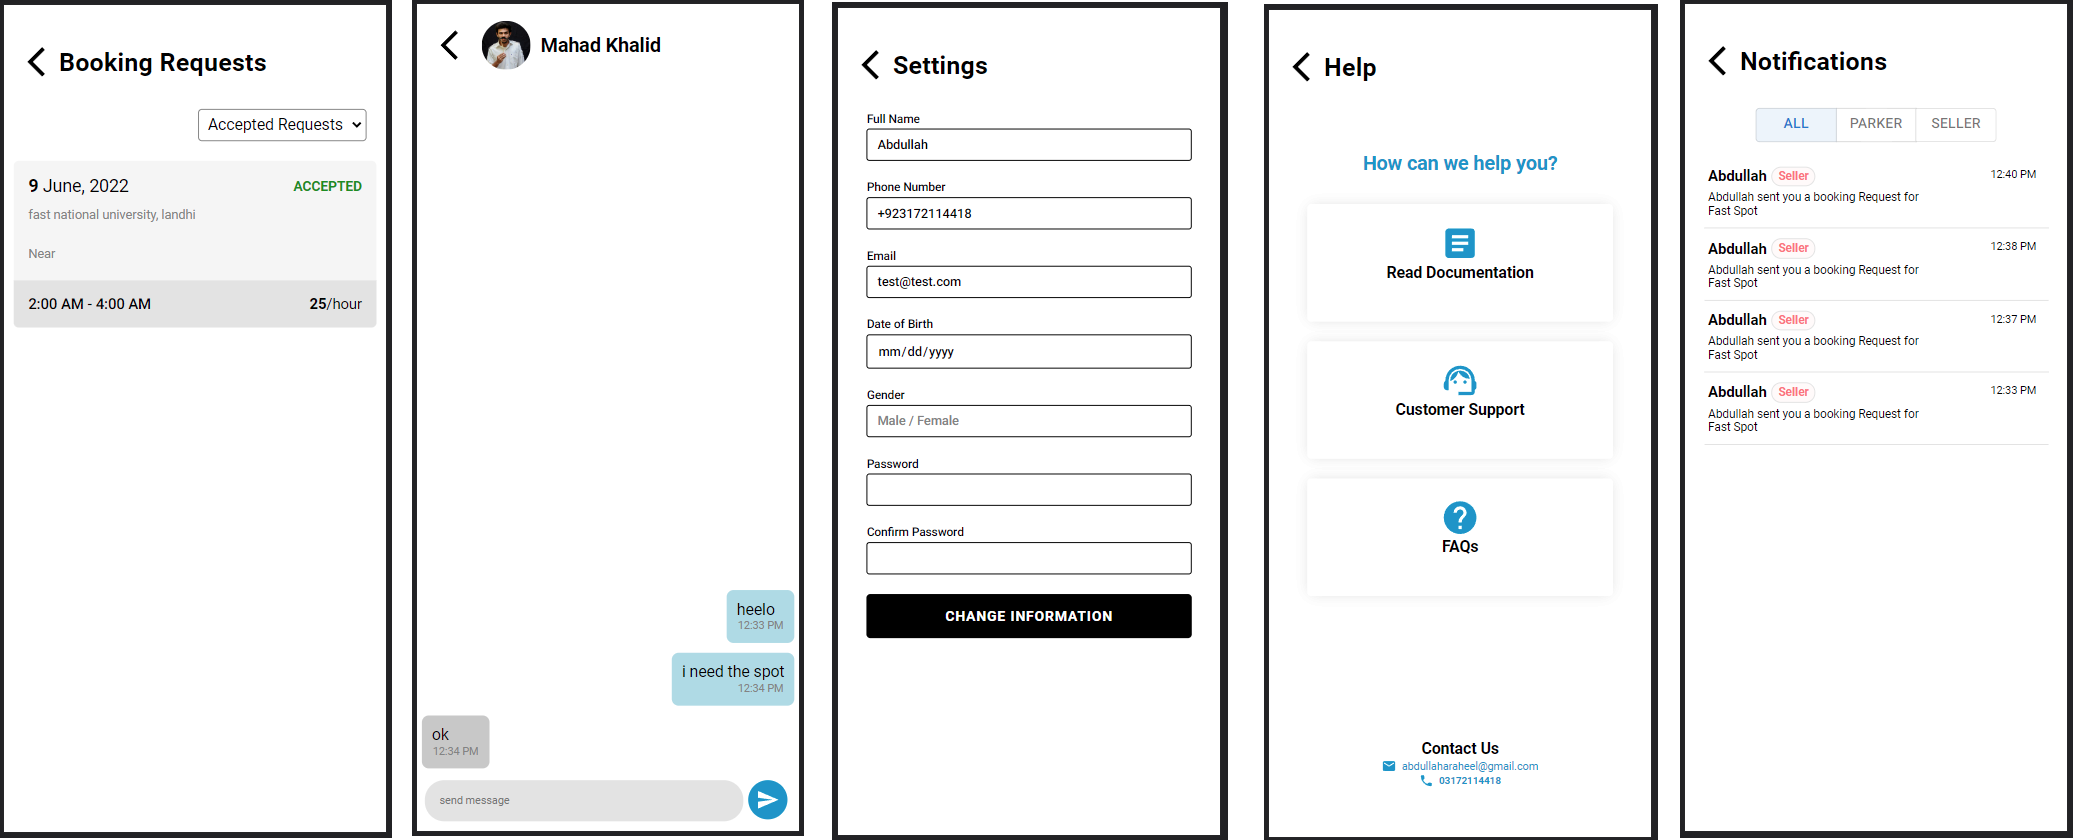 Booking Requests
Accepted Requests
9 June, 2022
ACCEPTED
fast national university, landhi
Near
2:00 AM - 4:00 AM
25/hour
Mahad Khalid
heelo
12:33 PM
i need the spot
12:34 PM
ok
12:34 PM
send message
Settings
Full Name
Abdullah
Phone Number
+923172114418
Email
test@test.com
Date of Birth
mm/dd/yyyy
Gender
Male / Female
Password
Confirm Password
CHANGE INFORMATION
Help
How can we help you?
Read Documentation
Customer Support
FAQs
Contact Us
abdullaharaheel@gmail.com
03172114418
Notifications
ALL
PARKER
SELLER
Abdullah Seller
12:40 PM
Abdullah sent you a booking Request for
Fast Spot
Abdullah Seller
12:38 PM
Abdullah sent you a booking Request for
Fast Spot
Abdullah Seller
12:37 PM
Abdullah sent you a booking Request for
Fast Spot
Abdullah Seller
12:33 PM
Abdullah sent you a booking Request for
Fast Spot